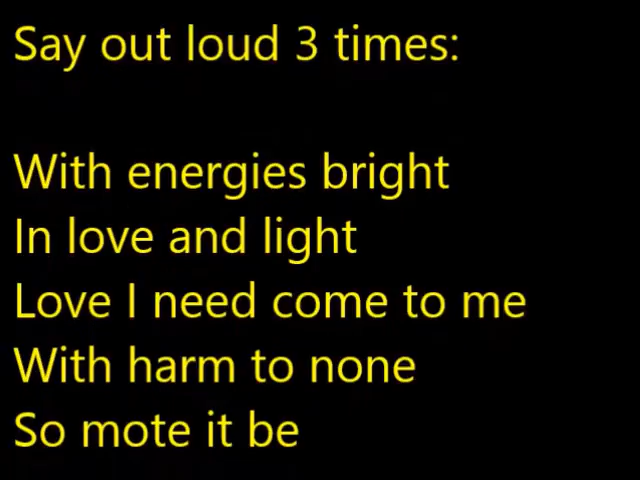 Say out loud 3 times:
With energies bright
In love and light
Love I need come to me
With harm to none
So mote it be